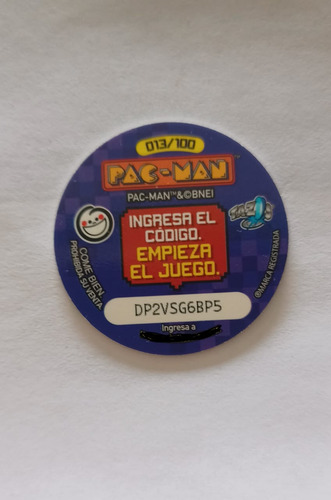 013/100
PAC-MAN
PAC-MAN™&©BNEI
INGRESA EL
CÓDIGO.
EMPIEZA
EL JUEGO.
COME BIEN
PROHIBIDA SU VENTA.
®MARCA REGISTRADA
DP2VSG6BP5
Ingresa a